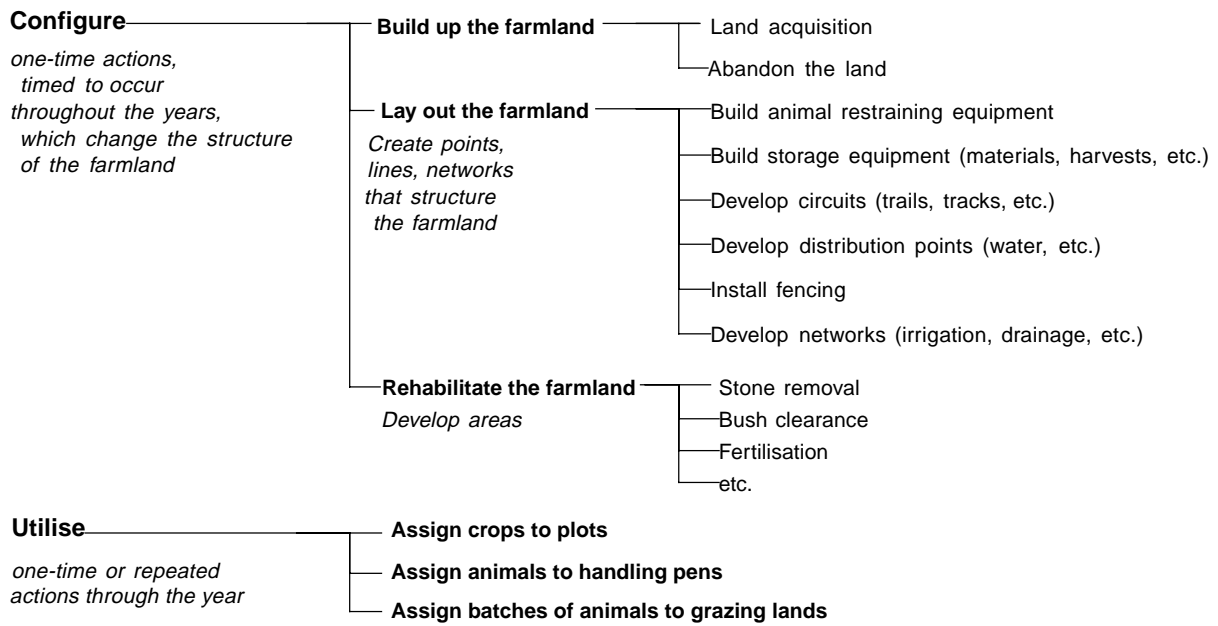 Configure
one-time actions,
timed to occur
throughout the years,
which change the structure
of the farmland
Build up the farmland
Land acquisition
Abandon the land
Lay out the farmland
Create points,
lines, networks
that structure
the farmland
Build animal restraining equipment
Build storage equipment (materials, harvests, etc.)
Develop circuits (trails, tracks, etc.)
Develop distribution points (water, etc.)
Install fencing
Develop networks (irrigation, drainage, etc.)
Rehabilitate the farmland
Develop areas
Stone removal
Bush clearance
Fertilisation
etc.
Utilise
one-time or repeated
actions through the year
Assign crops to plots
Assign animals to handling pens
Assign batches of animals to grazing lands